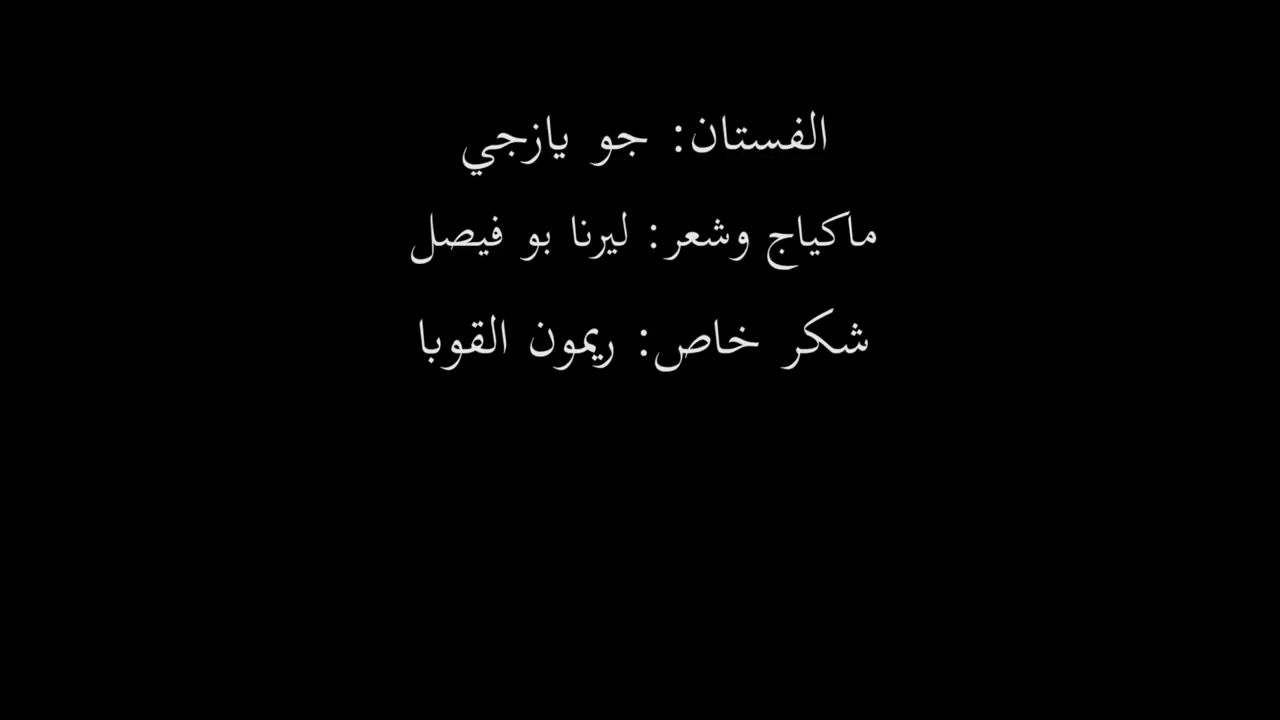 الفستان: جو يازجي
ماكياج وشعر: ليرنا بو فيصل
شكر خاص: ريمون القوبا